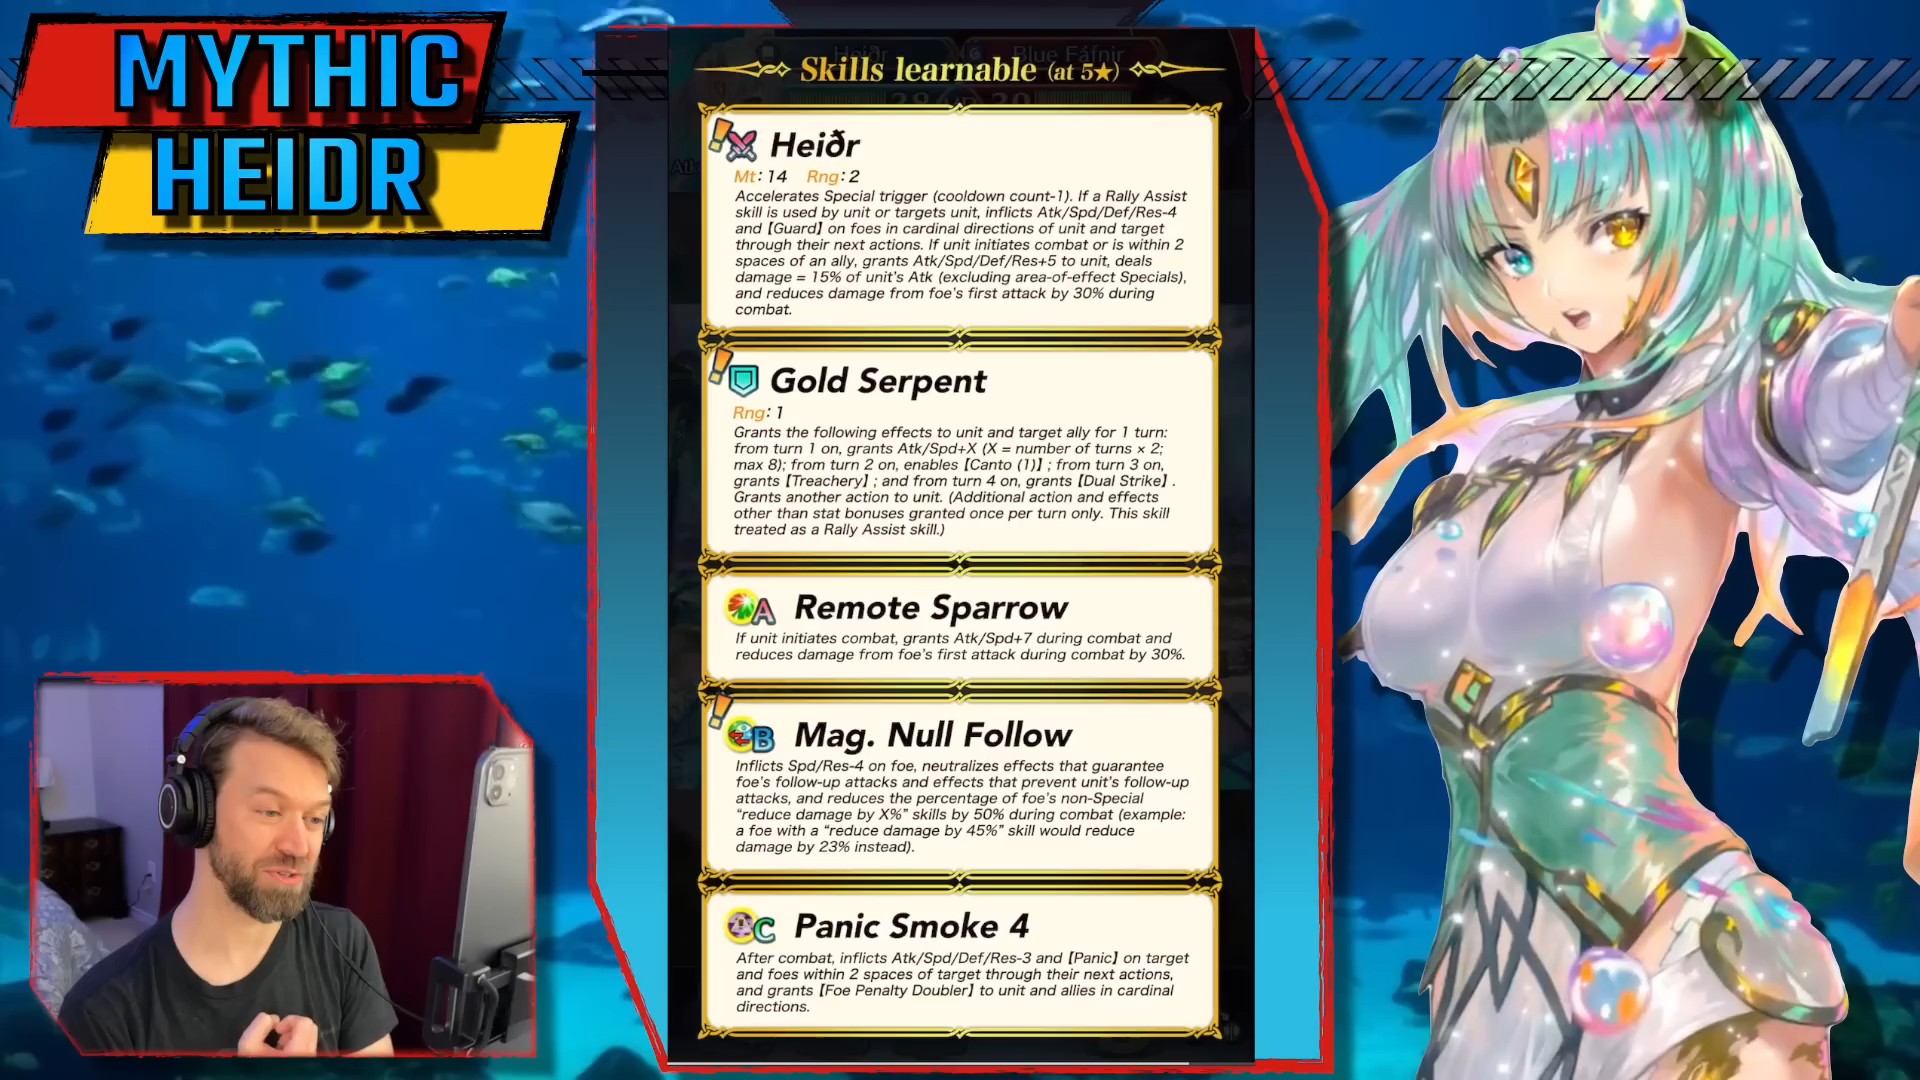 MYTHIC
HEIDR
Heiðr
Blue Fáfnir
Skills learnable (at 5★)
Heiðr
Mt: 14 Rng: 2
Accelerates Special trigger (cooldown count-1). If a Rally Assist
skill is used by unit or targets unit, inflicts Atk/Spd/Def/Res-4
and【Guard】on foes in cardinal directions of unit and target
through their next actions. If unit initiates combat or is within 2
spaces of an ally, grants Atk/Spd/Def/Res+5 to unit, deals
damage = 15% of unit's Atk (excluding area-of-effect Specials),
and reduces damage from foe's first attack by 30% during
combat.
Gold Serpent
Rng: 1
Grants the following effects to unit and target ally for 1 turn:
from turn 1 on, grants Atk/Spd+X (X = number of turns × 2;
max 8); from turn 2 on, enables【Canto (1)】; from turn 3 on,
grants【Treachery】; and from turn 4 on, grants【Dual Strike】.
Grants another action to unit. (Additional action and effects
other than stat bonuses granted once per turn only. This skill
treated as a Rally Assist skill.)
A Remote Sparrow
If unit initiates combat, grants Atk/Spd+7 during combat and
reduces damage from foe's first attack during combat by 30%.
B Mag. Null Follow
Inflicts Spd/Res-4 on foe, neutralizes effects that guarantee
foe's follow-up attacks and effects that prevent unit's follow-up
attacks, and reduces the percentage of foe's non-Special
"reduce damage by X%" skills by 50% during combat (example:
a foe with a "reduce damage by 45%" skill would reduce
damage by 23% instead).
C Panic Smoke 4
After combat, inflicts Atk/Spd/Def/Res-3 and【Panic】on target
and foes within 2 spaces of target through their next actions,
and grants【Foe Penalty Doubler】to unit and allies in cardinal
directions.